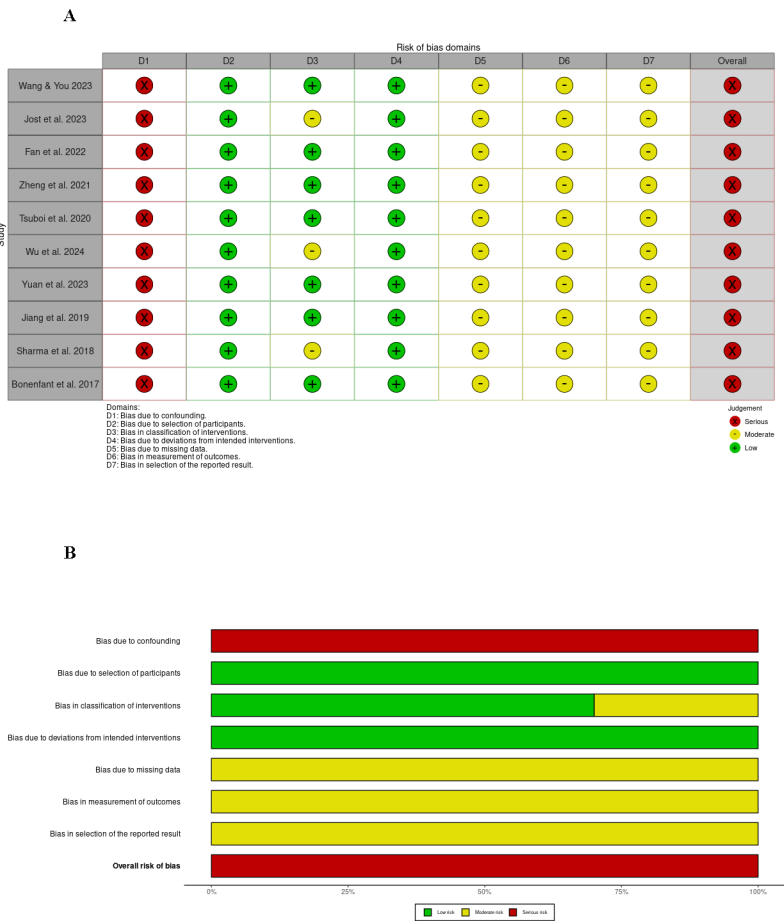 A
Risk of bias domains
D1 D2 D3 D4 D5 D6 D7 Overall
Study
Wang & You 2023 X + + + - - - X
Jost et al. 2023 X + - + - - - X
Fan et al. 2022 X + + + - - - X
Zheng et al. 2021 X + + + - - - X
Tsuboi et al. 2020 X + + + - - - X
Wu et al. 2024 X + - + - - - X
Yuan et al. 2023 X + + + - - - X
Jiang et al. 2019 X + + + - - - X
Sharma et al. 2018 X + - + - - - X
Bonenfant et al. 2017 X + + + - - - X
Domains:
D1: Bias due to confounding.
D2: Bias due to selection of participants.
D3: Bias in classification of interventions.
D4: Bias due to deviations from intended interventions.
D5: Bias due to missing data.
D6: Bias in measurement of outcomes.
D7: Bias in selection of the reported result.
Judgement
X Serious
- Moderate
+ Low
B
Bias due to confounding
Bias due to selection of participants
Bias in classification of interventions
Bias due to deviations from intended interventions
Bias due to missing data
Bias in measurement of outcomes
Bias in selection of the reported result
Overall risk of bias
0% 25% 50% 75% 100%
Low risk Moderate risk Serious risk